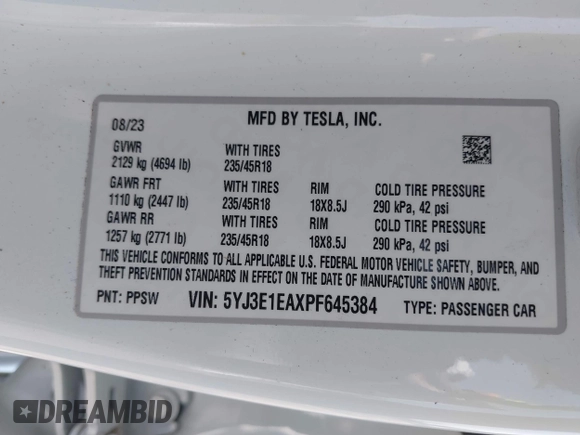 08/23 MFD BY TESLA, INC.
GVWR WITH TIRES
2129 kg (4694 lb) 235/45R18
GAWR FRT WITH TIRES RIM COLD TIRE PRESSURE
1110 kg (2447 lb) 235/45R18 18X8.5J 290 kPa, 42 psi
GAWR RR WITH TIRES RIM COLD TIRE PRESSURE
1257 kg (2771 lb) 235/45R18 18X8.5J 290 kPa, 42 psi
THIS VEHICLE CONFORMS TO ALL APPLICABLE U.S. FEDERAL MOTOR VEHICLE SAFETY, BUMPER, AND
THEFT PREVENTION STANDARDS IN EFFECT ON THE DATE OF MANUFACTURE SHOWN ABOVE.
PNT: PPSW VIN: 5YJ3E1EAXPF645384 TYPE: PASSENGER CAR
DREAMBID